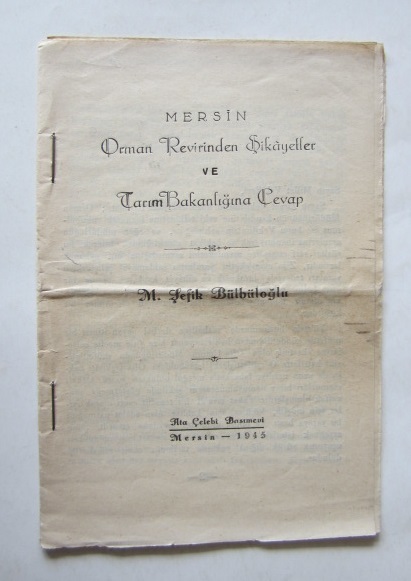 MERSİN
Orman Revirinden Şikâyetler
VE
Tarım Bakanlığına Cevap
M. Şefik Bülbüloğlu
Ata Çelebi Basımevi
Mersin — 1945